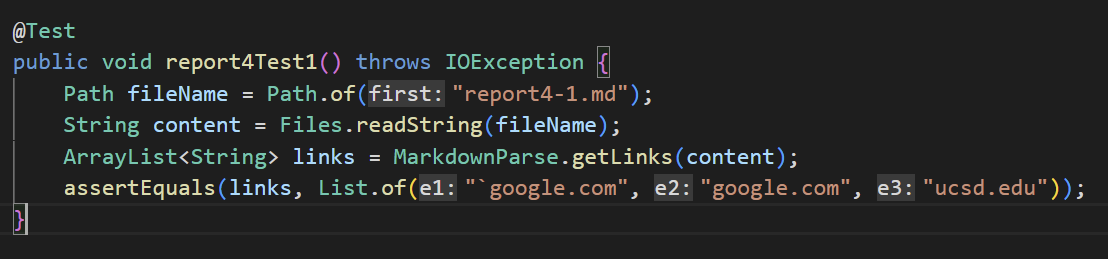 @Test
public void report4Test1() throws IOException {
    Path fileName = Path.of(first: "report4-1.md");
    String content = Files.readString(fileName);
    ArrayList<String> links = MarkdownParse.getLinks(content);
    assertEquals(links, List.of(e1: "`google.com", e2: "google.com", e3: "ucsd.edu"));
}